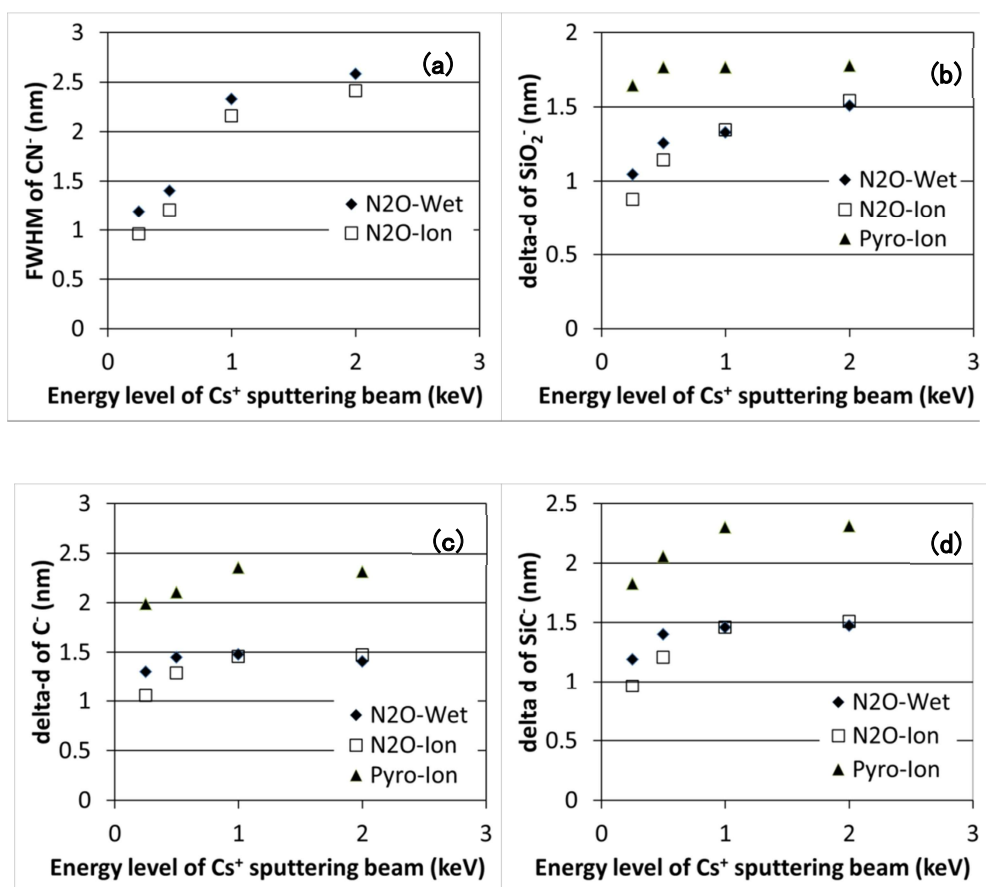 (a)
FWHM of CN⁻ (nm)
3
2.5
2
1.5
1
0.5
0
N2O-Wet
N2O-Ion
0 1 2 3
Energy level of Cs⁺ sputtering beam (keV)
(b)
delta-d of SiO₂⁻ (nm)
2
1.5
1
0.5
0
N2O-Wet
N2O-Ion
Pyro-Ion
0 1 2 3
Energy level of Cs⁺ sputtering beam (keV)
(c)
delta-d of C⁻ (nm)
3
2.5
2
1.5
1
0.5
0
N2O-Wet
N2O-Ion
Pyro-Ion
0 1 2 3
Energy level of Cs⁺ sputtering beam (keV)
(d)
delta d of SiC⁻ (nm)
2.5
2
1.5
1
0.5
0
N2O-Wet
N2O-Ion
Pyro-Ion
0 1 2 3
Energy level of Cs⁺ sputtering beam (keV)